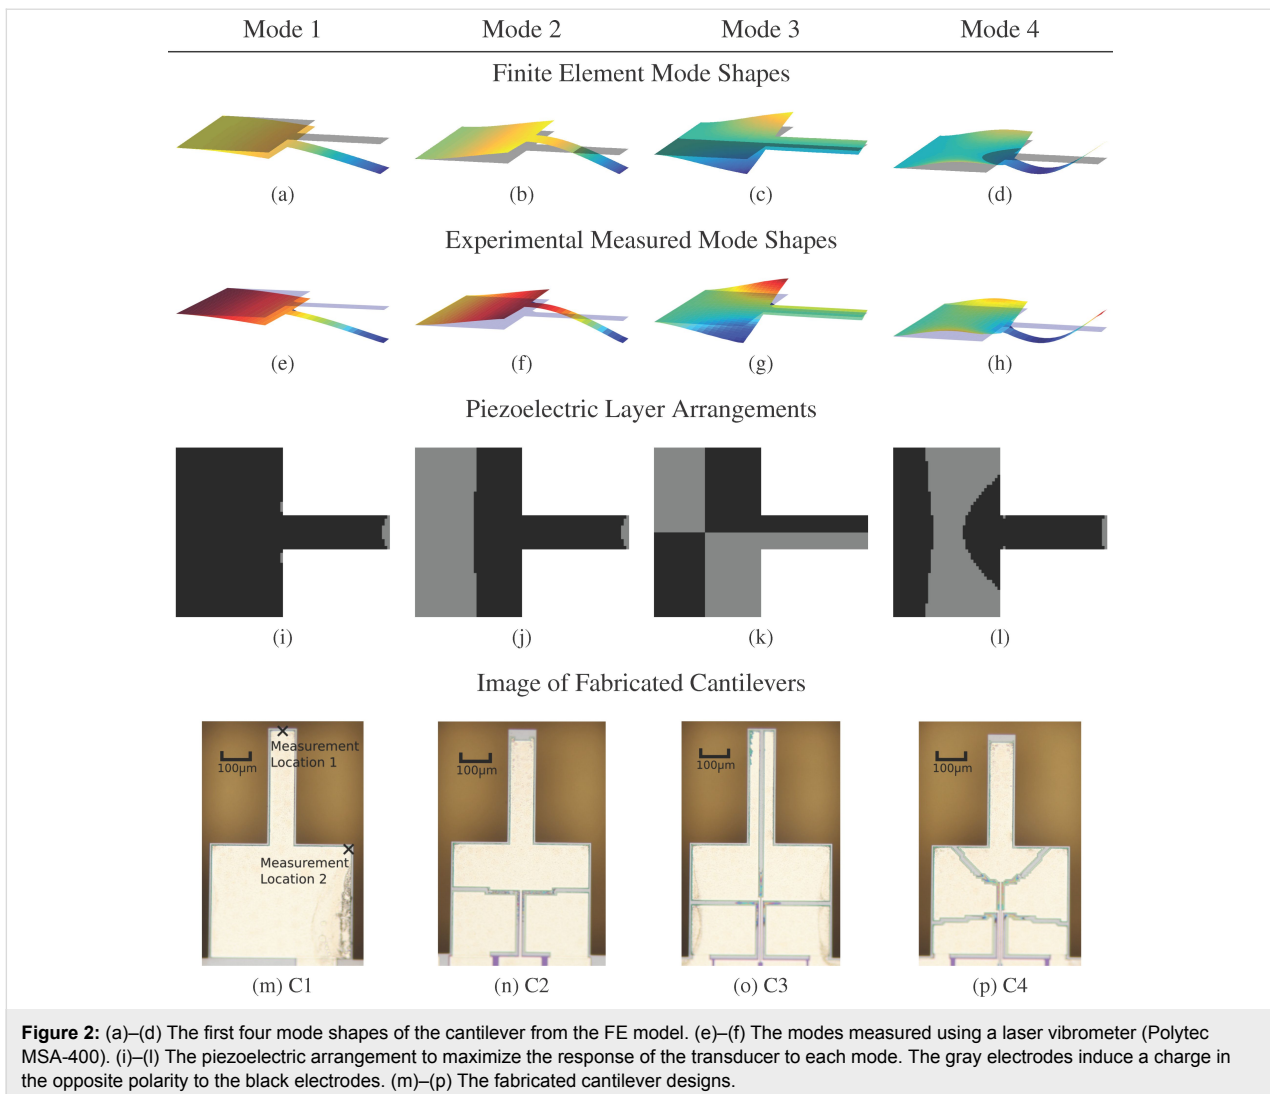 Mode 1 Mode 2 Mode 3 Mode 4
Finite Element Mode Shapes
(a) (b) (c) (d)
Experimental Measured Mode Shapes
(e) (f) (g) (h)
Piezoelectric Layer Arrangements
(i) (j) (k) (l)
Image of Fabricated Cantilevers
Measurement
Location 1
100μm
Measurement
Location 2
100μm
100μm
100μm
(m) C1 (n) C2 (o) C3 (p) C4
Figure 2: (a)–(d) The first four mode shapes of the cantilever from the FE model. (e)–(f) The modes measured using a laser vibrometer (Polytec
MSA-400). (i)–(l) The piezoelectric arrangement to maximize the response of the transducer to each mode. The gray electrodes induce a charge in
the opposite polarity to the black electrodes. (m)–(p) The fabricated cantilever designs.